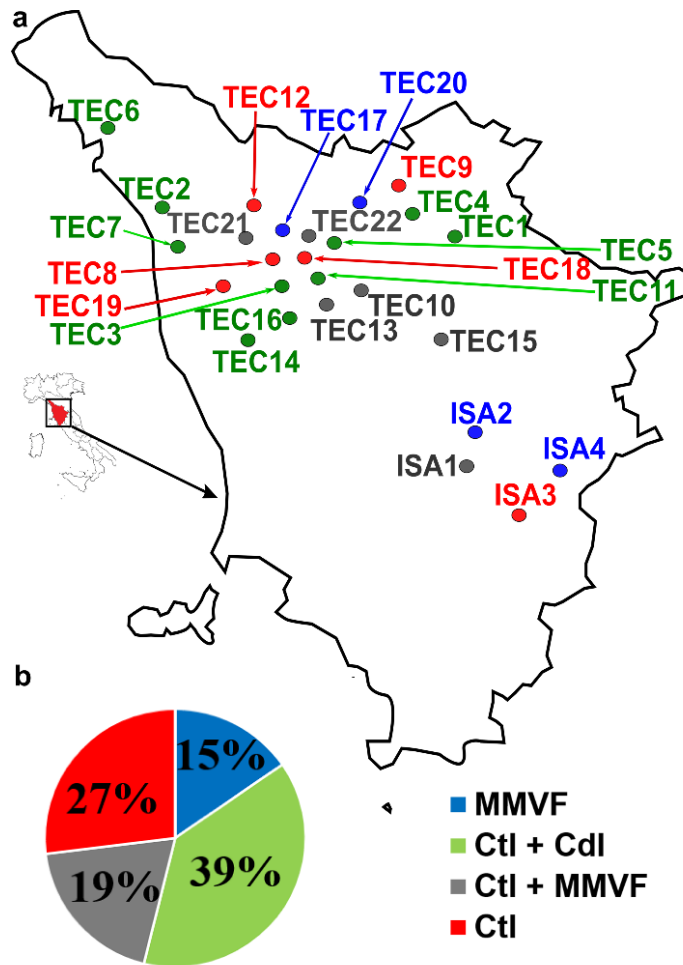 a
TEC12
TEC20
TEC6
TEC17
TEC9
TEC2
TEC4
TEC21
TEC22
TEC1
TEC7
TEC5
TEC8
TEC18
TEC19
TEC10
TEC11
TEC3
TEC16
TEC13
TEC14
TEC15
ISA2
ISA4
ISA1
ISA3
b
15%
27%
39%
19%
MMVF
Ctl + Cdl
Ctl + MMVF
Ctl